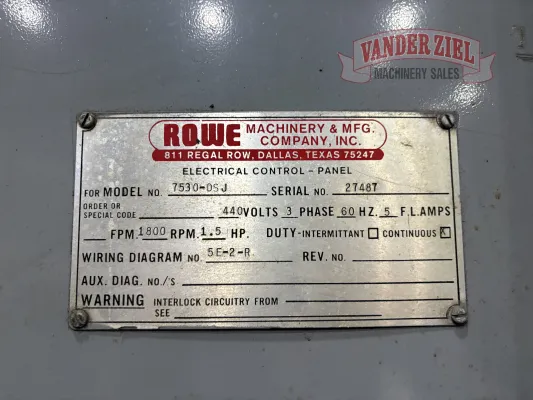 VANDER ZIEL
MACHINERY SALES
ROWE MACHINERY & MFG. COMPANY, INC.
811 REGAL ROW, DALLAS, TEXAS 75247
ELECTRICAL CONTROL - PANEL
FOR MODEL NO. 7530-DSJ SERIAL NO. 27487
ORDER OR
SPECIAL CODE 440 VOLTS 3 PHASE 60 HZ. 5 F.L.AMPS
FPM. 1800 RPM. 1.5 HP. DUTY-INTERMITTANT CONTINUOUS X
WIRING DIAGRAM NO. 5E-2-R REV. NO.
AUX. DIAG. NO./S
WARNING INTERLOCK CIRCUITRY FROM
SEE